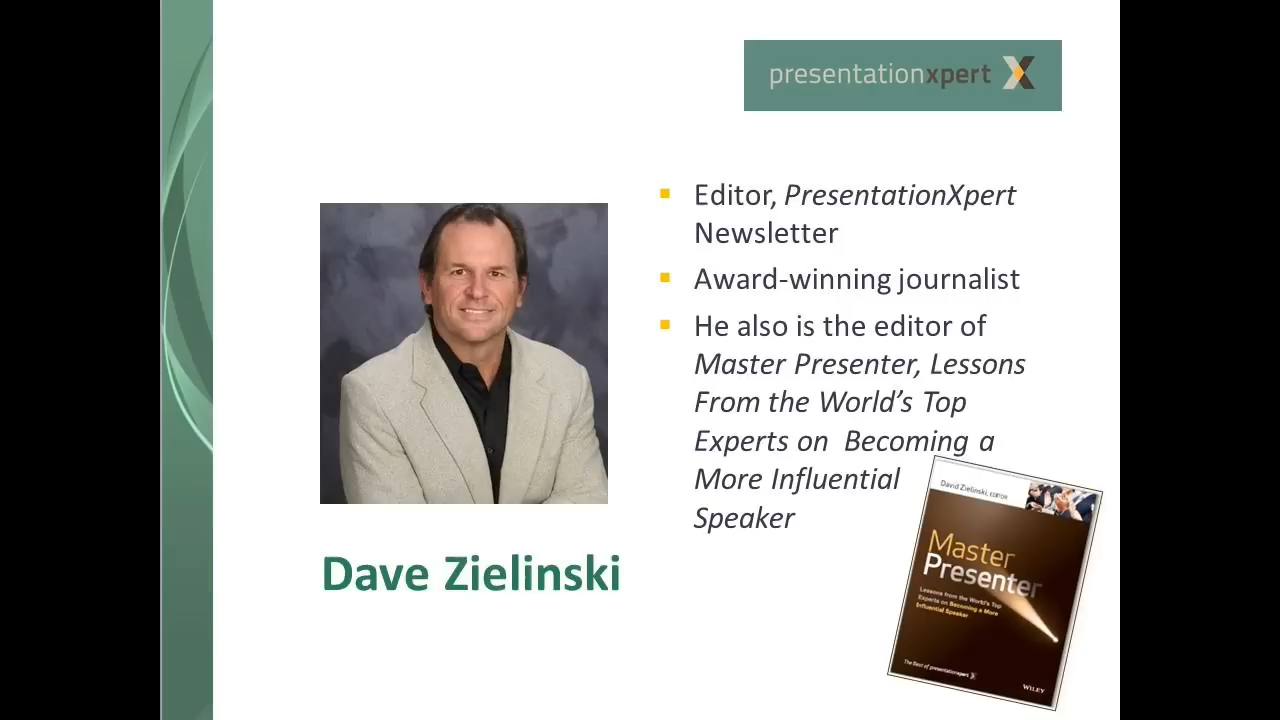 presentationxpert X
Editor, PresentationXpert
Newsletter
Award-winning journalist
He also is the editor of
Master Presenter, Lessons
From the World's Top
Experts on Becoming a
More Influential
Speaker
Dave Zielinski
David Zielinski, EDITOR
Master
Presenter
Lessons from the World's Top
Experts on Becoming a More
Influential Speaker
The Best of presentationxpert X
WILEY